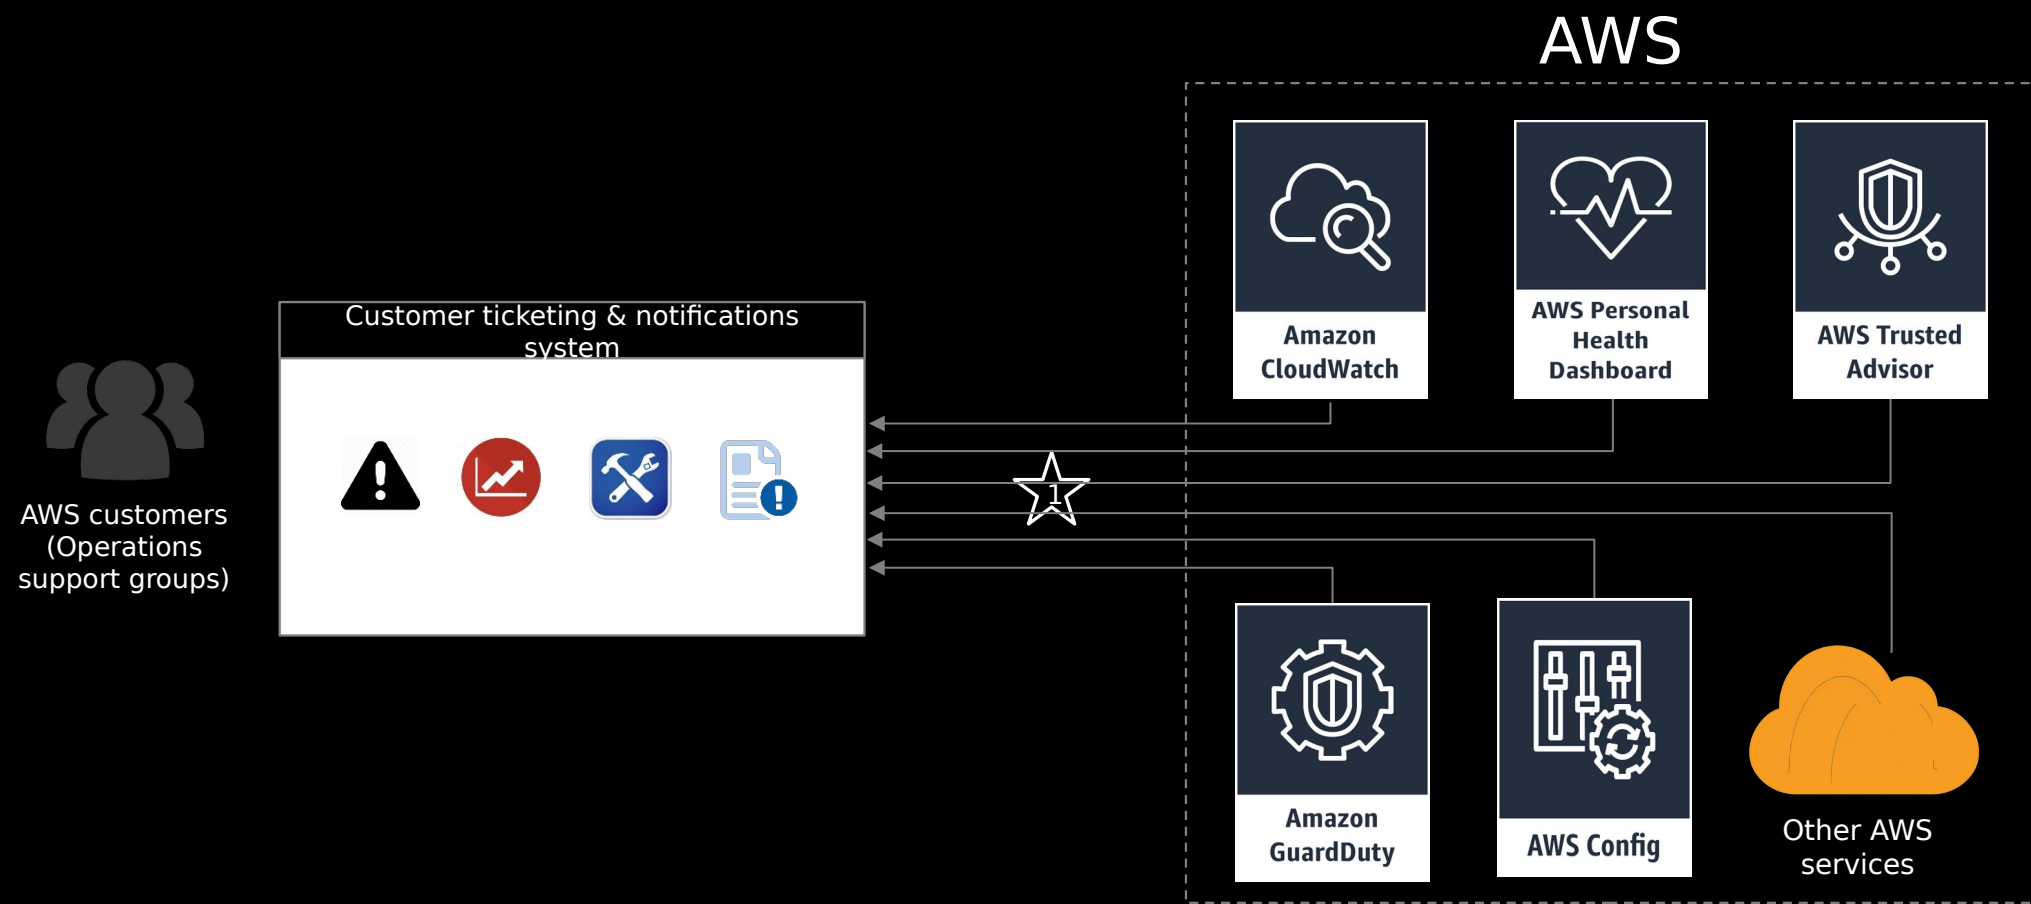 AWS
Amazon
CloudWatch
AWS Personal
Health
Dashboard
AWS Trusted
Advisor
Customer ticketing & notifications
system
AWS customers
(Operations
support groups)
1
Amazon
GuardDuty
AWS Config
Other AWS
services